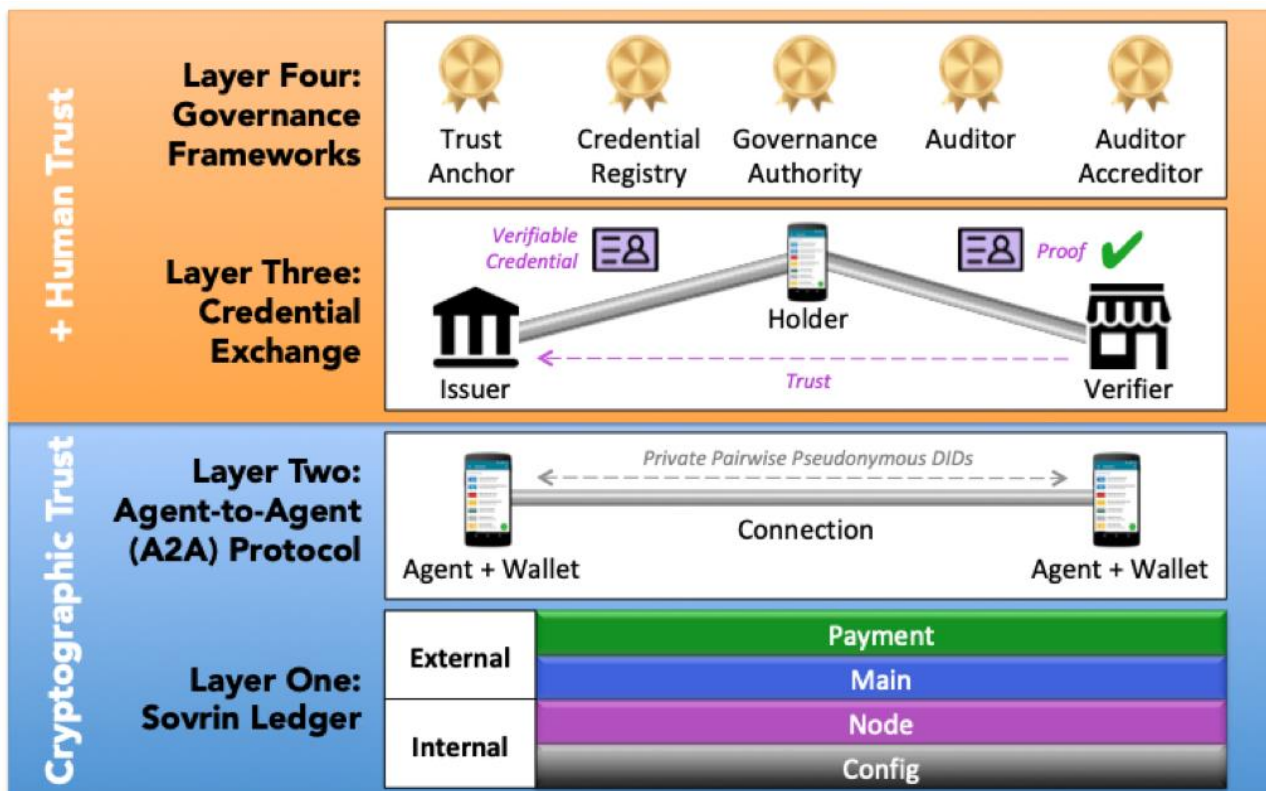 + Human Trust
Layer Four:
Governance
Frameworks
Trust
Anchor
Credential
Registry
Governance
Authority
Auditor
Auditor
Accreditor
Layer Three:
Credential
Exchange
Verifiable
Credential
Proof
Holder
Issuer
Trust
Verifier
Cryptographic Trust
Layer Two:
Agent-to-Agent
(A2A) Protocol
Private Pairwise Pseudonymous DIDs
Connection
Agent + Wallet
Agent + Wallet
Layer One:
Sovrin Ledger
External
Internal
Payment
Main
Node
Config